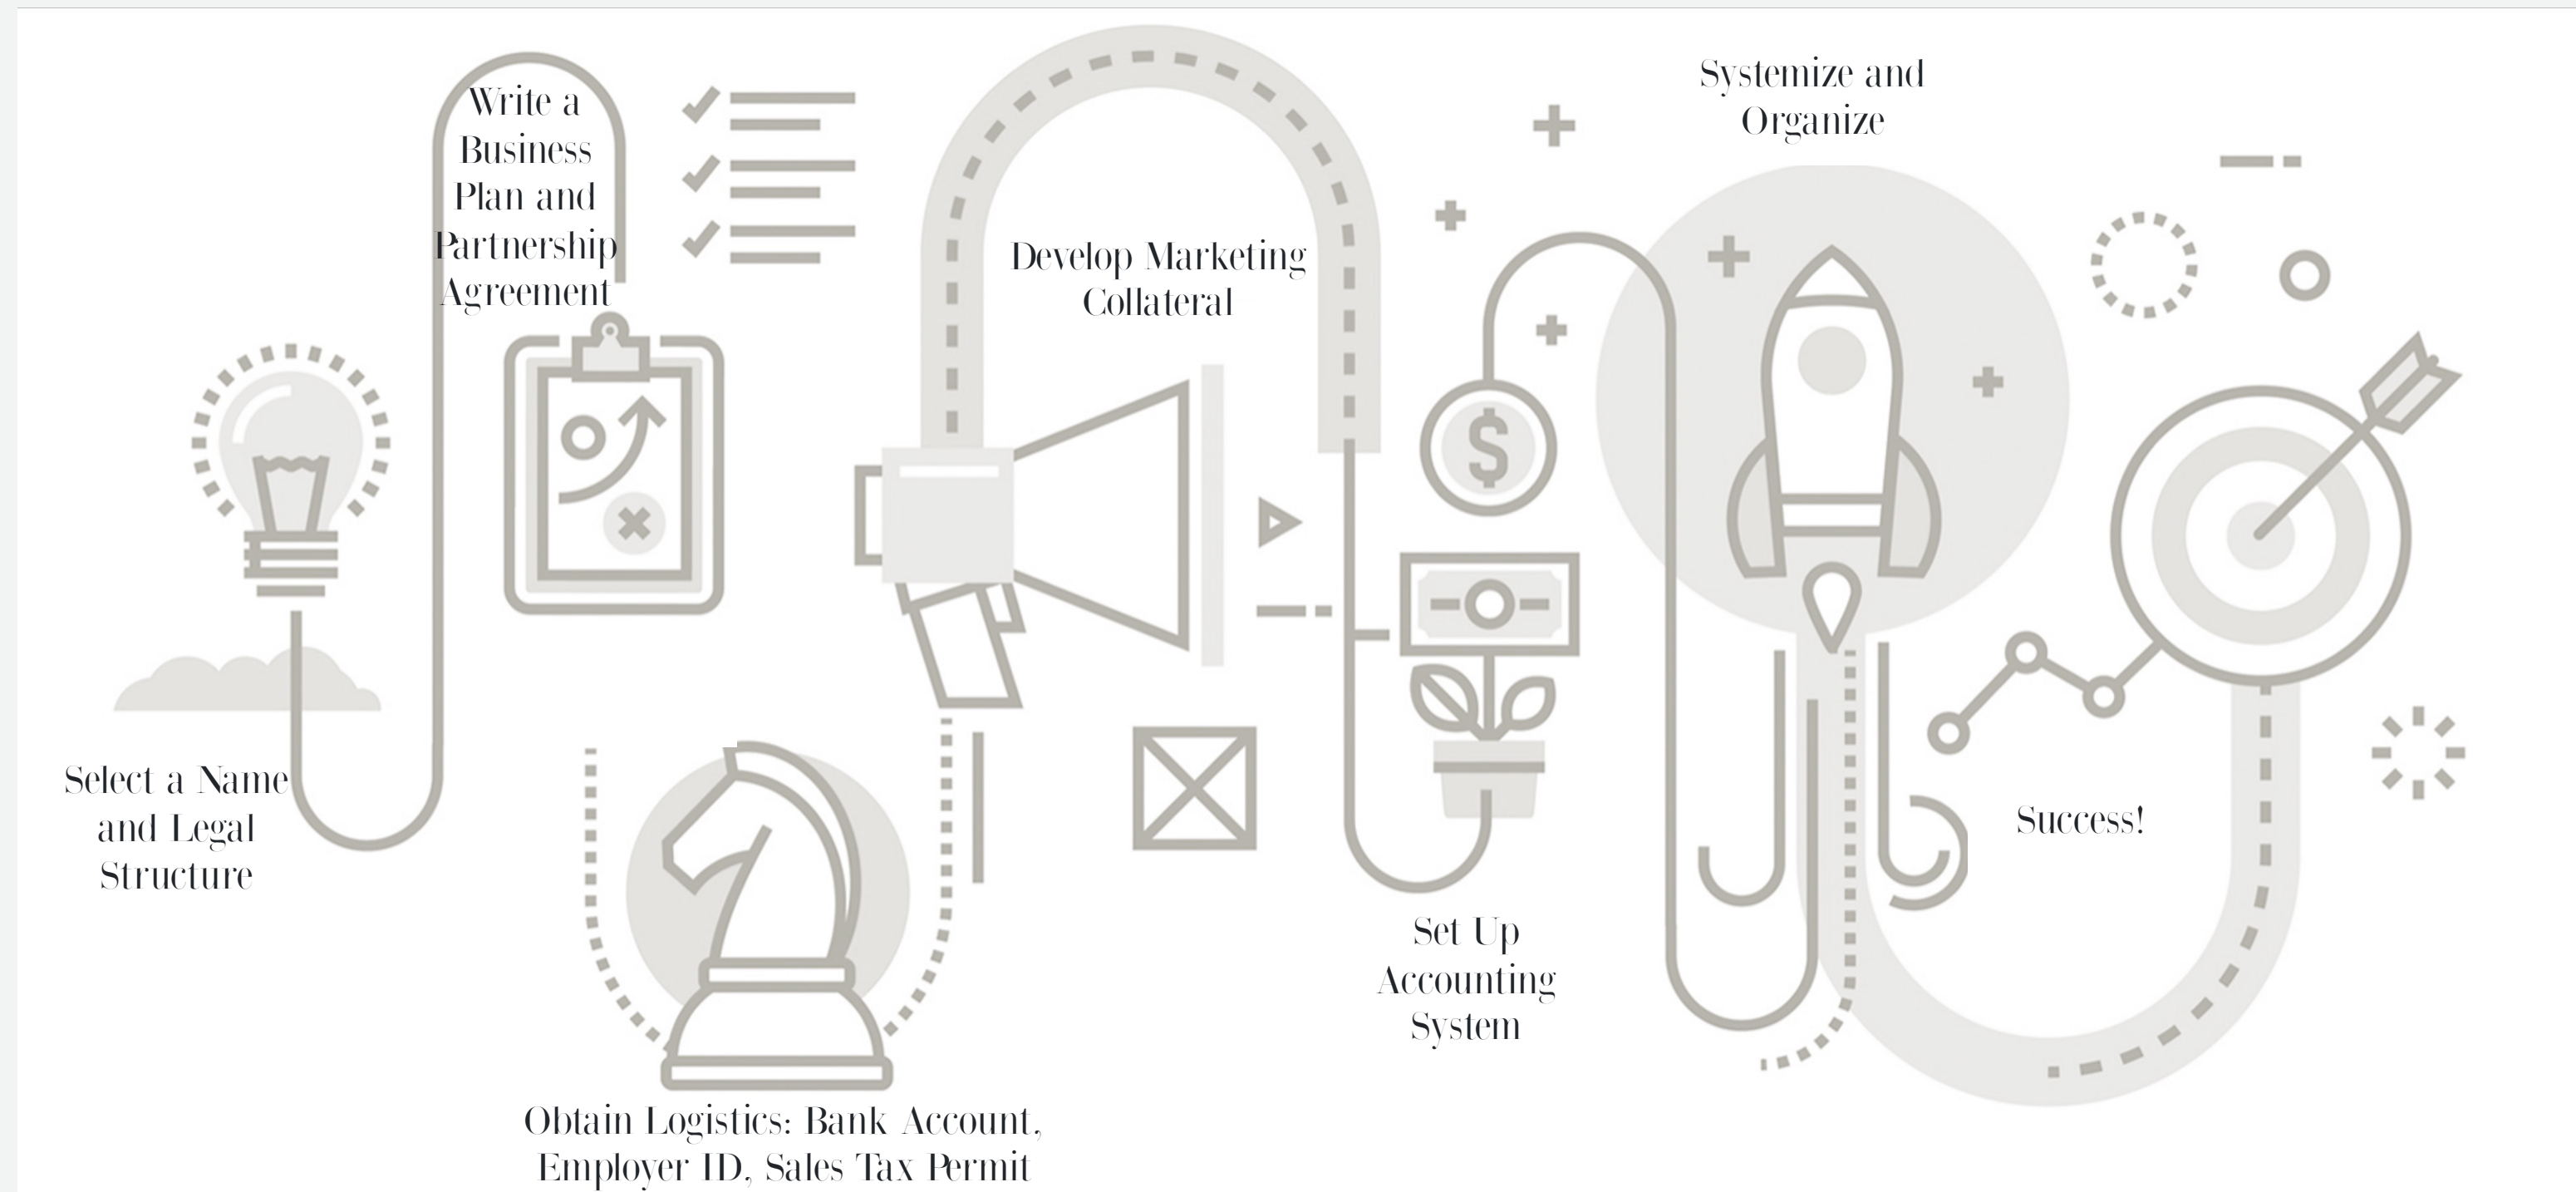 Select a Name
and Legal
Structure
Write a
Business
Plan and
Partnership
Agreement
Obtain Logistics: Bank Account,
Employer ID, Sales Tax Permit
Develop Marketing
Collateral
$
Set Up
Accounting
System
Systemize and
Organize
Success!